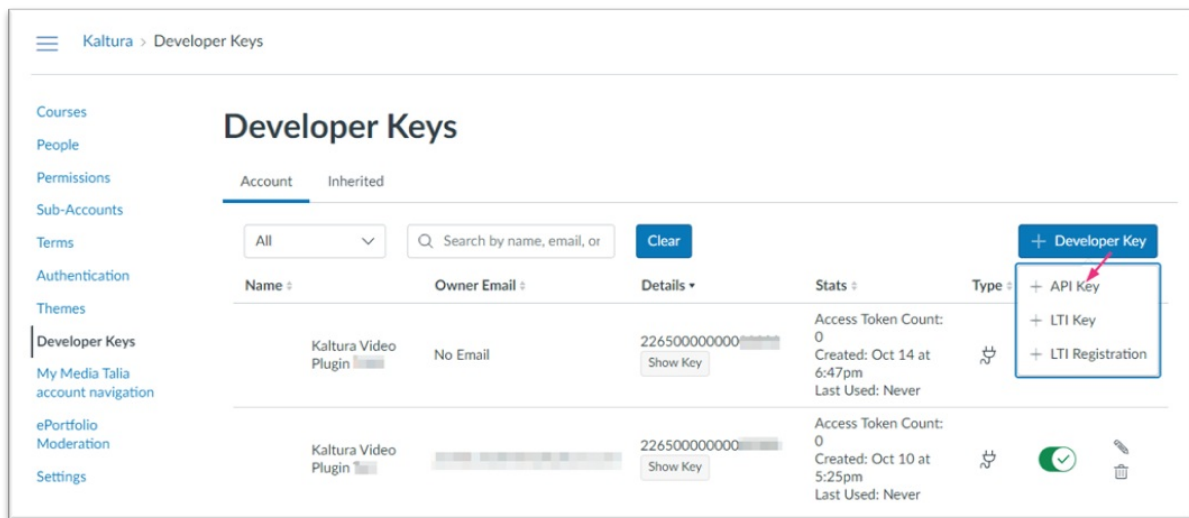 Kaltura > Developer Keys
Courses
People
Permissions
Sub-Accounts
Terms
Authentication
Themes
Developer Keys
My Media Talia
account navigation
ePortfolio
Moderation
Settings
Developer Keys
Account Inherited
All Search by name, email, or Clear + Developer Key
+ API Key
+ LTI Key
+ LTI Registration
Name Owner Email Details Stats Type
Kaltura Video
Plugin
No Email
226500000000
Show Key
Access Token Count:
0
Created: Oct 14 at
6:47pm
Last Used: Never
Kaltura Video
Plugin
226500000000
Show Key
Access Token Count:
0
Created: Oct 10 at
5:25pm
Last Used: Never